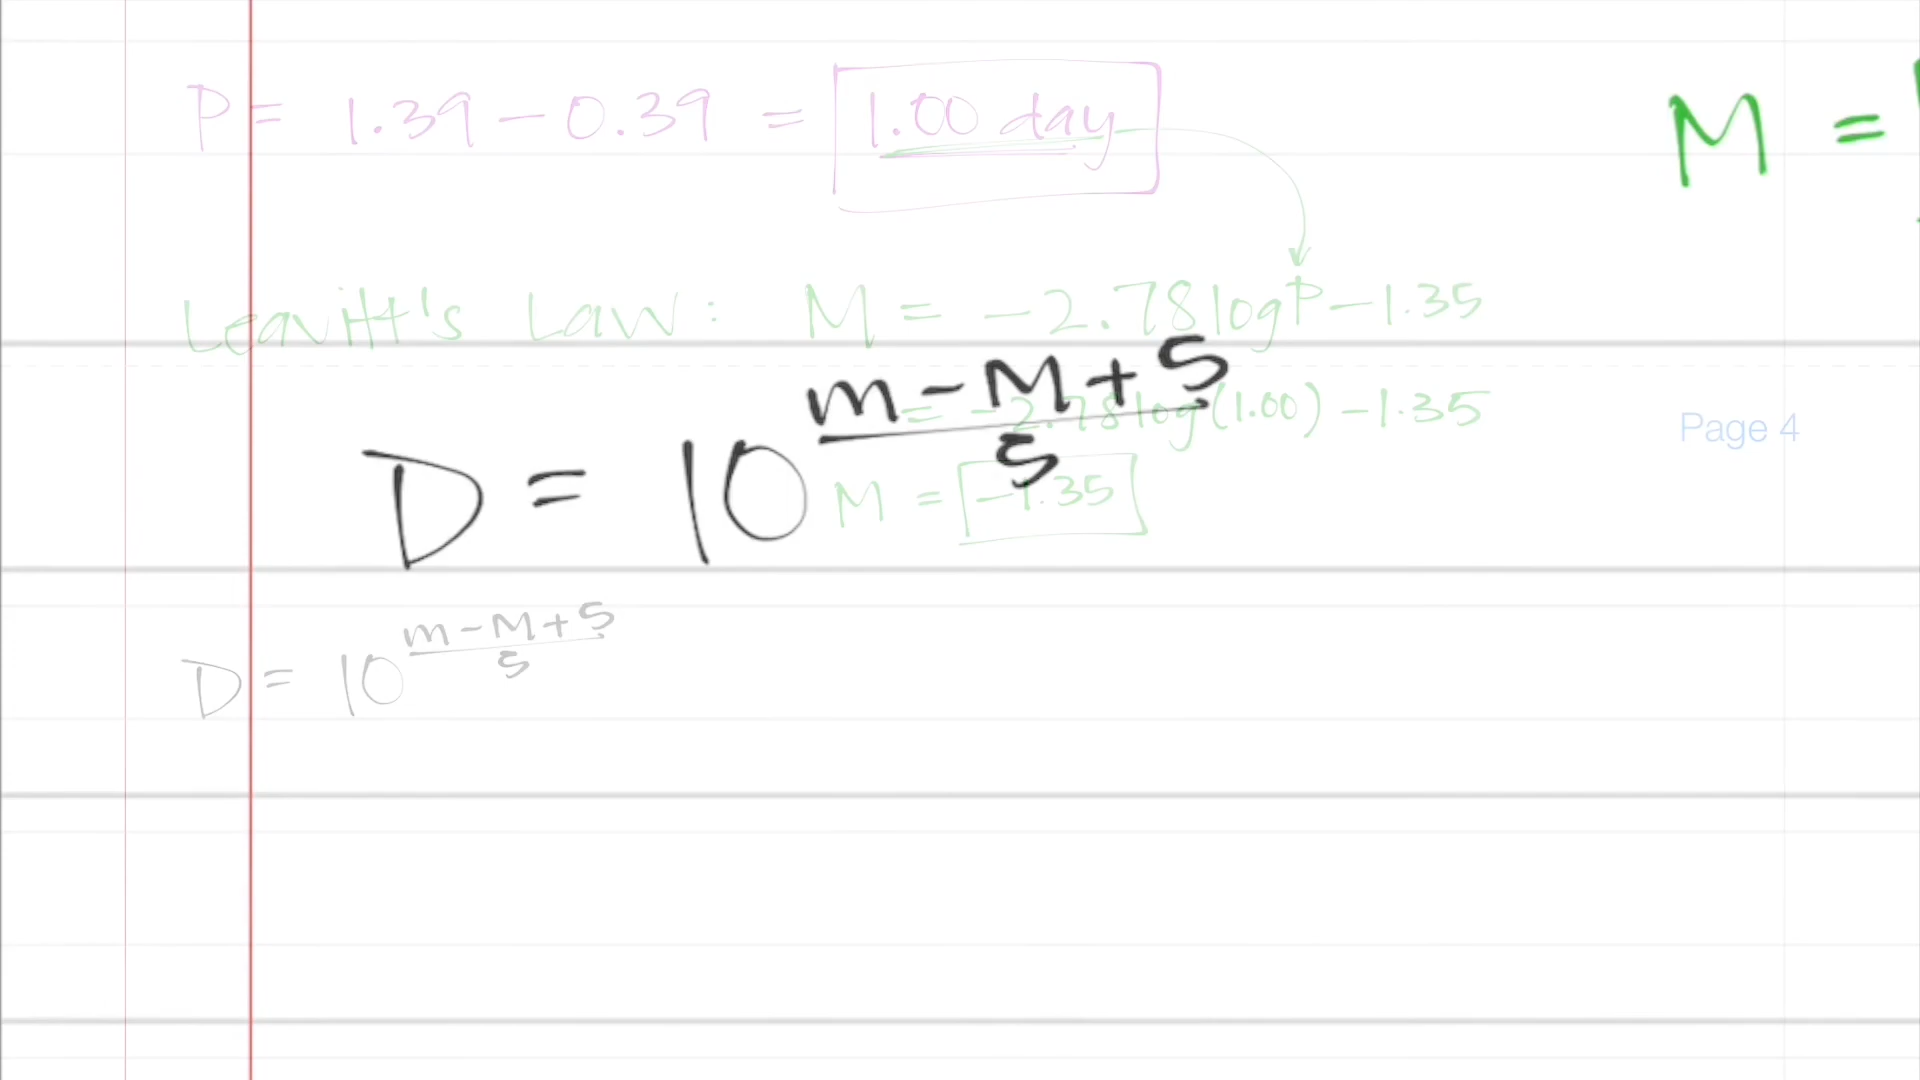 P = 1.39 - 0.39 = 1.00 day
M =
Leavitt's Law: M = -2.78 log P - 1.35
= -2.78 log (1.00) - 1.35
Page 4
M = -1.35
D = 10^((m-M+5)/5)
D = 10^((m-M+5)/5)